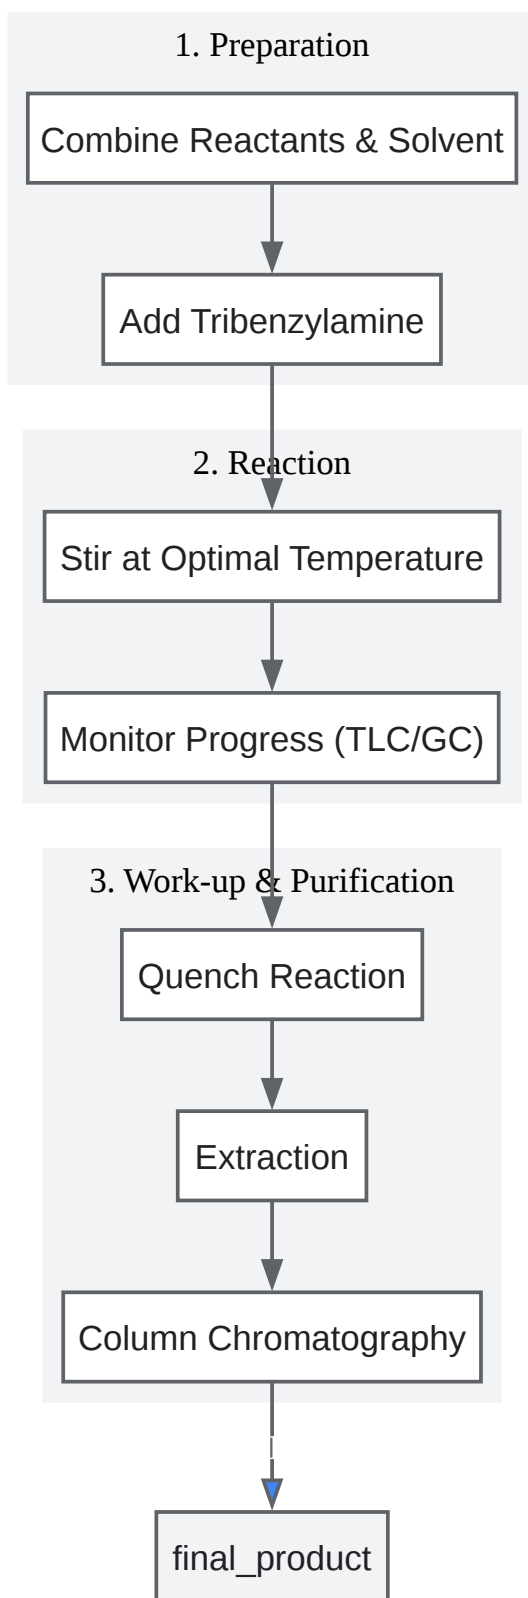 1. Preparation
Combine Reactants & Solvent
Add Tribenzylamine
2. Reaction
Stir at Optimal Temperature
Monitor Progress (TLC/GC)
3. Work-up & Purification
Quench Reaction
Extraction
Column Chromatography
final_product